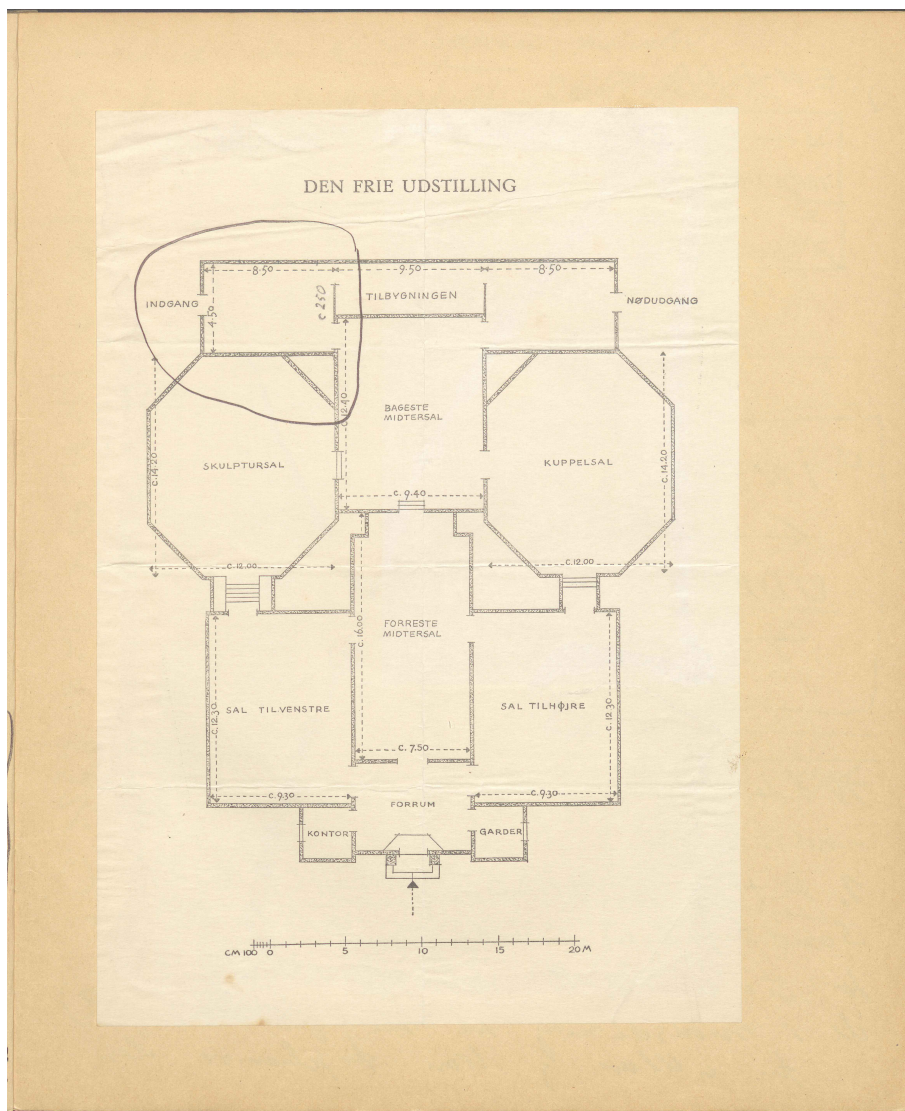 DEN FRIE UDSTILLING
8.50
9.50
8.50
INDGANG
4.50
c 250
TILBYGNINGEN
NØDUDGANG
BAGESTE
MIDTERSAL
c.12.40
c.14.20
SKULPTURSAL
KUPPELSAL
c.14.20
c.9.40
c.12.00
c.12.00
c.16.00
FORRESTE
MIDTERSAL
c.12.30
SAL TIL.VENSTRE
SAL TILHØJRE
c.12.30
c.7.50
c.9.30
FORRUM
c.9.30
KONTOR
GARDER
CM 100 0 5 10 15 20 M